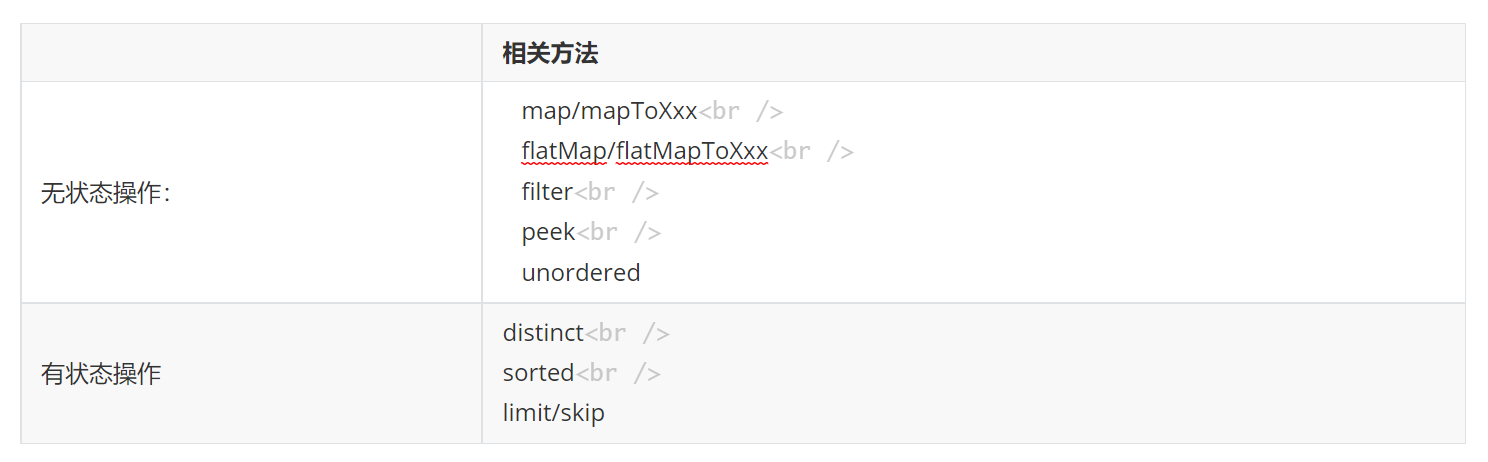 相关方法
无状态操作：
map/mapToXxx<br />
flatMap/flatMapToXxx<br />
filter<br />
peek<br />
unordered
有状态操作
distinct<br />
sorted<br />
limit/skip